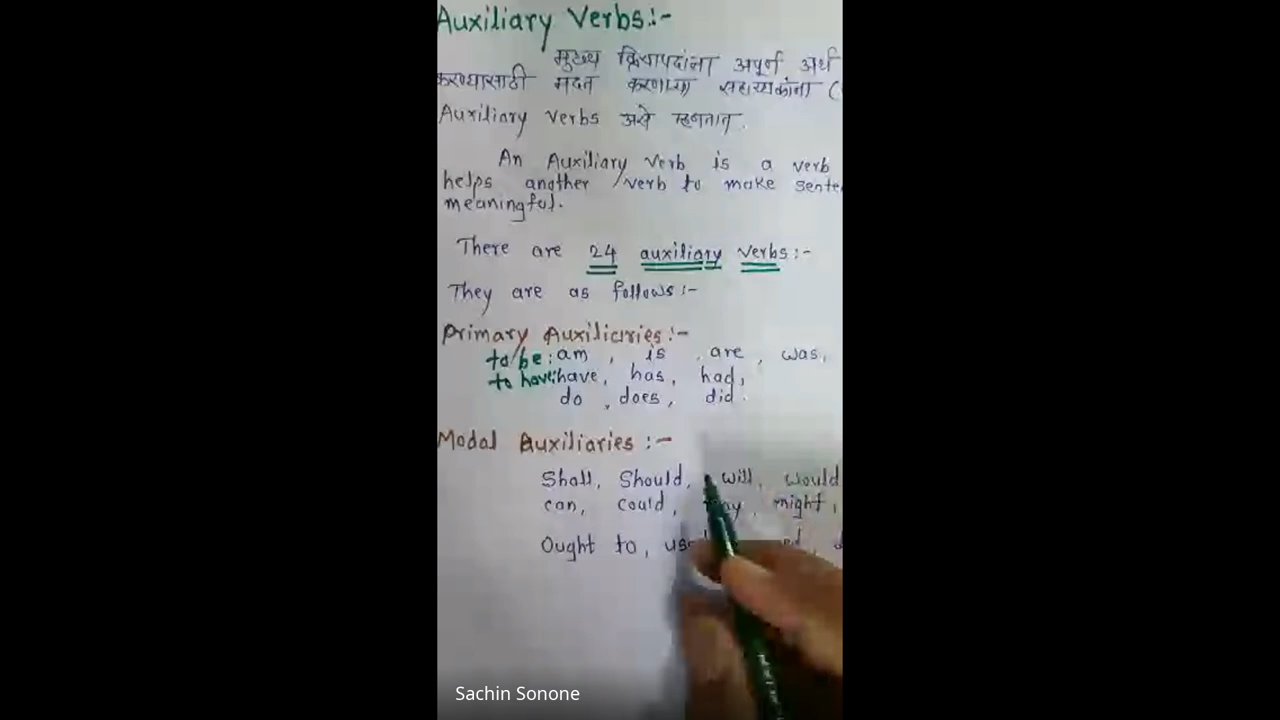 Auxiliary Verbs:-
मुख्य क्रियापदांना अपूर्ण अर्थ
करण्यासाठी मदत करणाऱ्या सहाय्यकांना (
Auxiliary verbs असे म्हणतात.
An Auxiliary verb is a verb
helps another verb to make sente
meaningful.
There are 24 auxiliary verbs:-
They are as follows:-
Primary Auxiliaries:-
to be: am, is, are, was,
to have: have, has, had,
do, does, did.
Modal Auxiliaries:-
Shall, Should, will, would
can, could, might,
Ought to,
Sachin Sonone